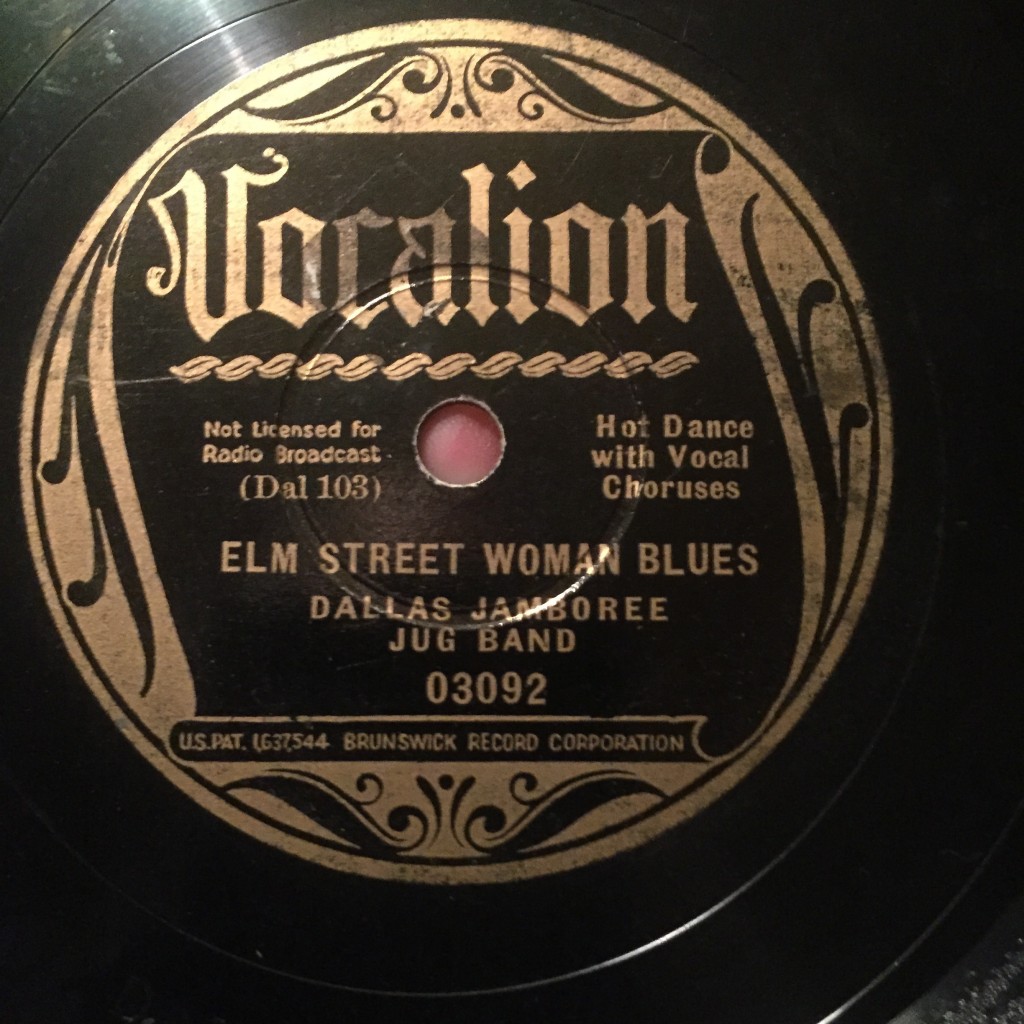 Vocalion
Not Licensed for
Radio Broadcast
(Dal 103)
Hot Dance
with Vocal
Choruses
ELM STREET WOMAN BLUES
DALLAS JAMBOREE
JUG BAND
03092
U.S.PAT. 1,637,544 BRUNSWICK RECORD CORPORATION